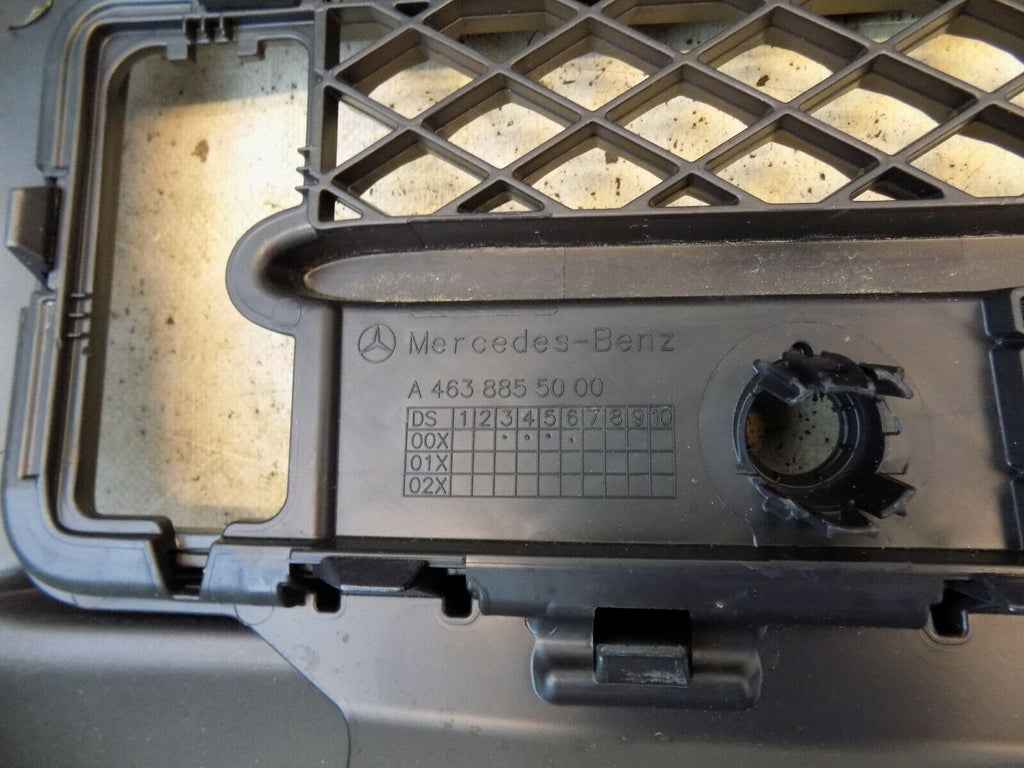 Mercedes-Benz
A 463 885 50 00
DS 1 2 3 4 5 6 7 8 9 10
00X
01X
02X